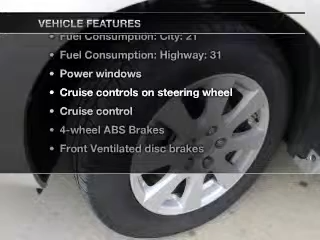 VEHICLE FEATURES
• Fuel Consumption: City: 21
• Fuel Consumption: Highway: 31
• Power windows
• Cruise controls on steering wheel
• Cruise control
• 4-wheel ABS Brakes
• Front Ventilated disc brakes